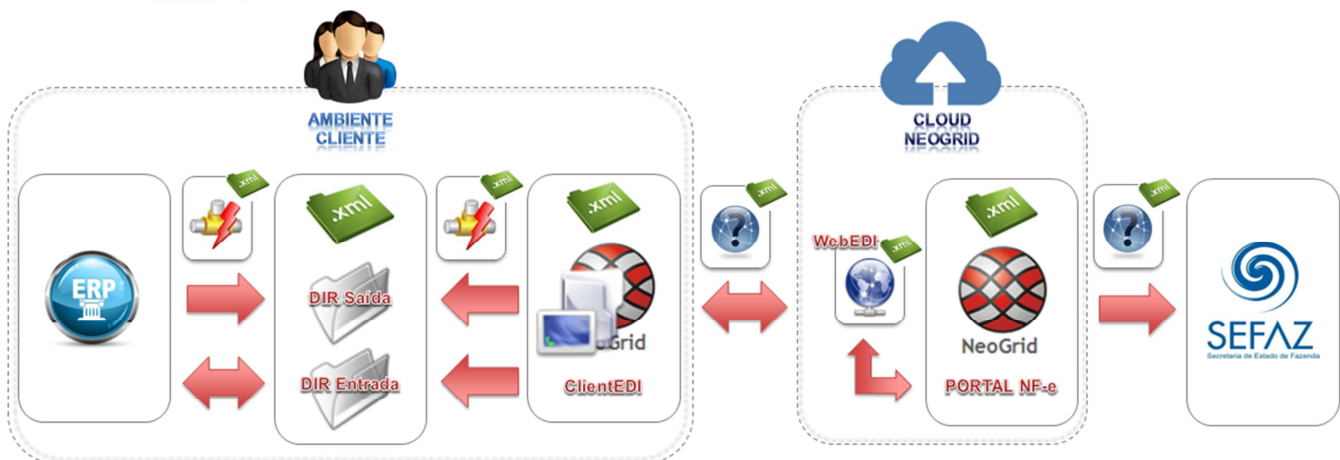 AMBIENTE
CLIENTE
CLOUD
NEOGRID
.xml
.xml
.xml
.xml
.xml
.xml
.xml
.xml
WebEDI
ERP
DIR Saída
oGrid
NeoGrid
SEFAZ
Secretaria de Estado de Fazenda
DIR Entrada
ClientEDI
PORTAL NF-e